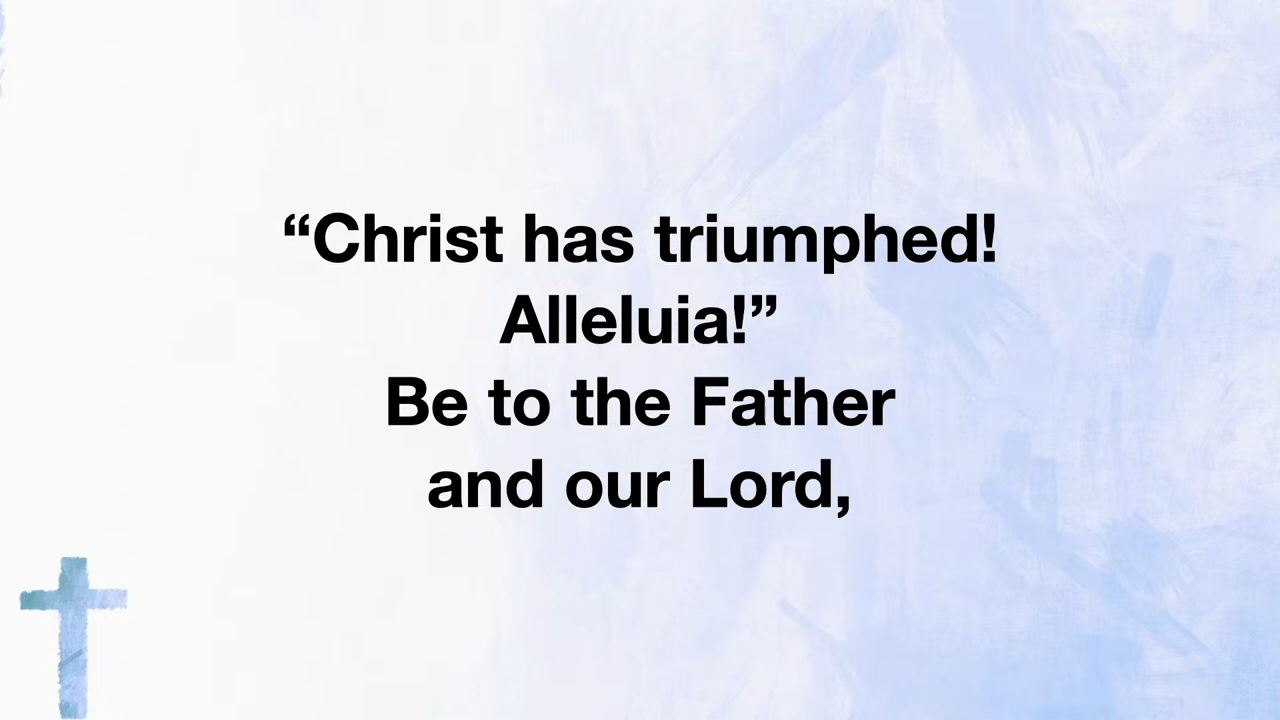 “Christ has triumphed!
Alleluia!”
Be to the Father
and our Lord,